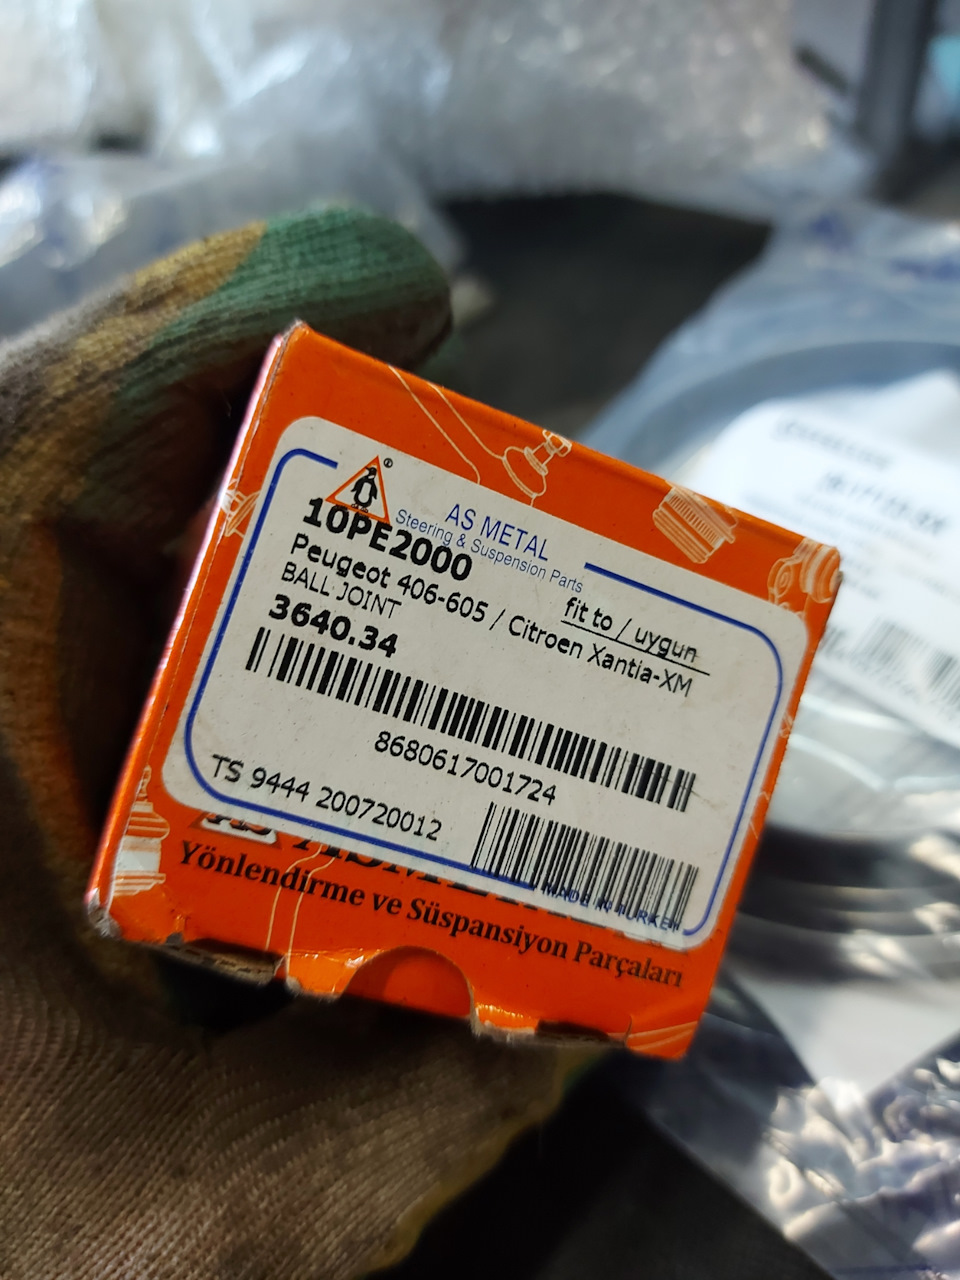 ®
AS METAL
Steering & Suspension Parts
10PE2000
fit to / uygun
Peugeot 406-605 / Citroen Xantia-XM
BALL JOINT
3640.34
8680617001724
TS 9444 200720012
MADE IN TURKEY
Yönlendirme ve Süspansiyon Parçaları